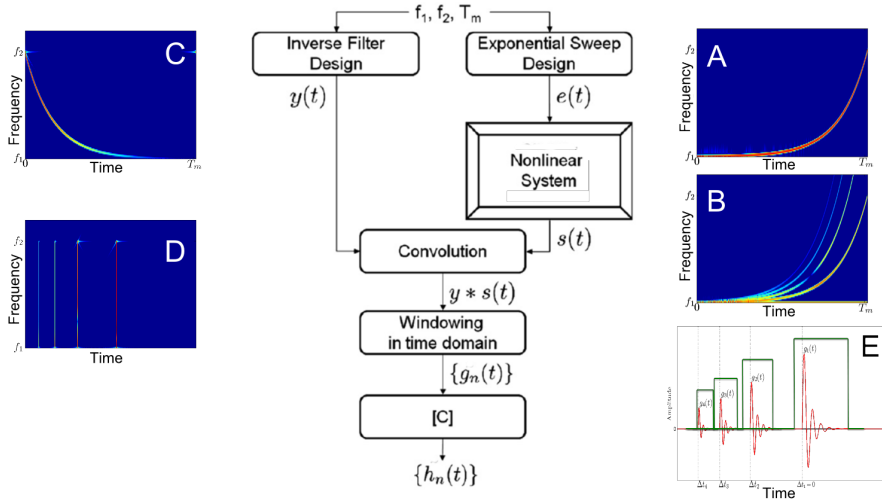 f₁, f₂, Tₘ
Inverse Filter
Design
Exponential Sweep
Design
y(t)
e(t)
Nonlinear
System
s(t)
Convolution
y * s(t)
Windowing
in time domain
{gₙ(t)}
[C]
{hₙ(t)}
C
f₂
Frequency
f₁
0
Time
Tₘ
D
f₂
Frequency
f₁
Time
A
f₂
Frequency
f₁
0
Time
Tₘ
B
f₂
Frequency
f₁
0
Time
Tₘ
E
Amplitude
g₁(t)
g₂(t)
g₃(t)
g₄(t)
0
Δt₄
Δt₃
Δt₂
Δt₁=0
Time